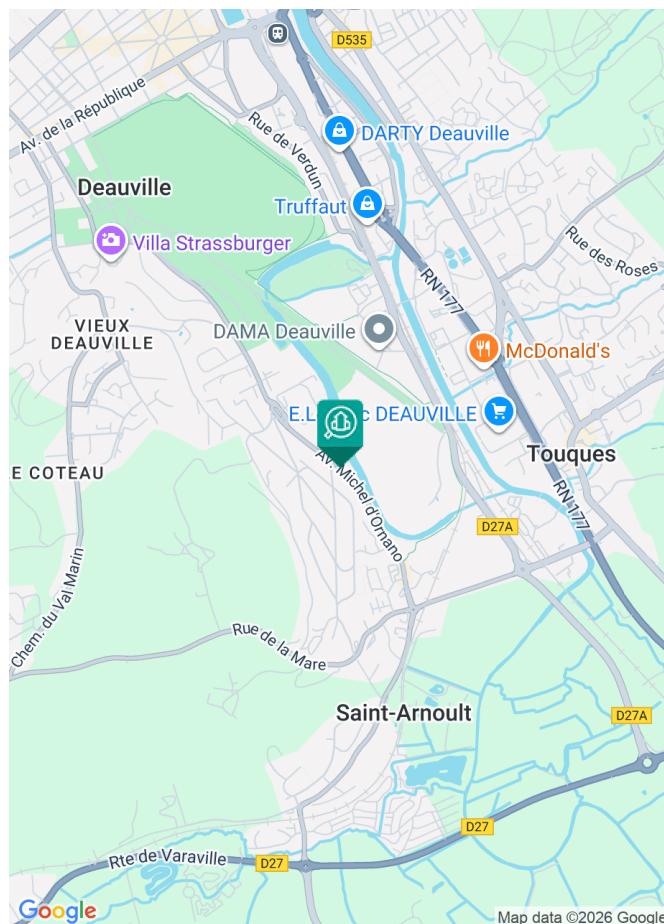 D535
Av. de la République
Rue de Verdun
DARTY Deauville
Deauville
Truffaut
Villa Strassburger
Rue des Roses
RN 177
VIEUX
DEAUVILLE
DAMA Deauville
McDonald's
E.L c DEAUVILLE
Touques
E COTEAU
Av. Michel d'Ornano
RN 177
D27A
Chem. du Val Marin
Rue de la Mare
Saint-Arnoult
D27A
D27
Rte de Varaville
D27
Google
Map data ©2026 Google